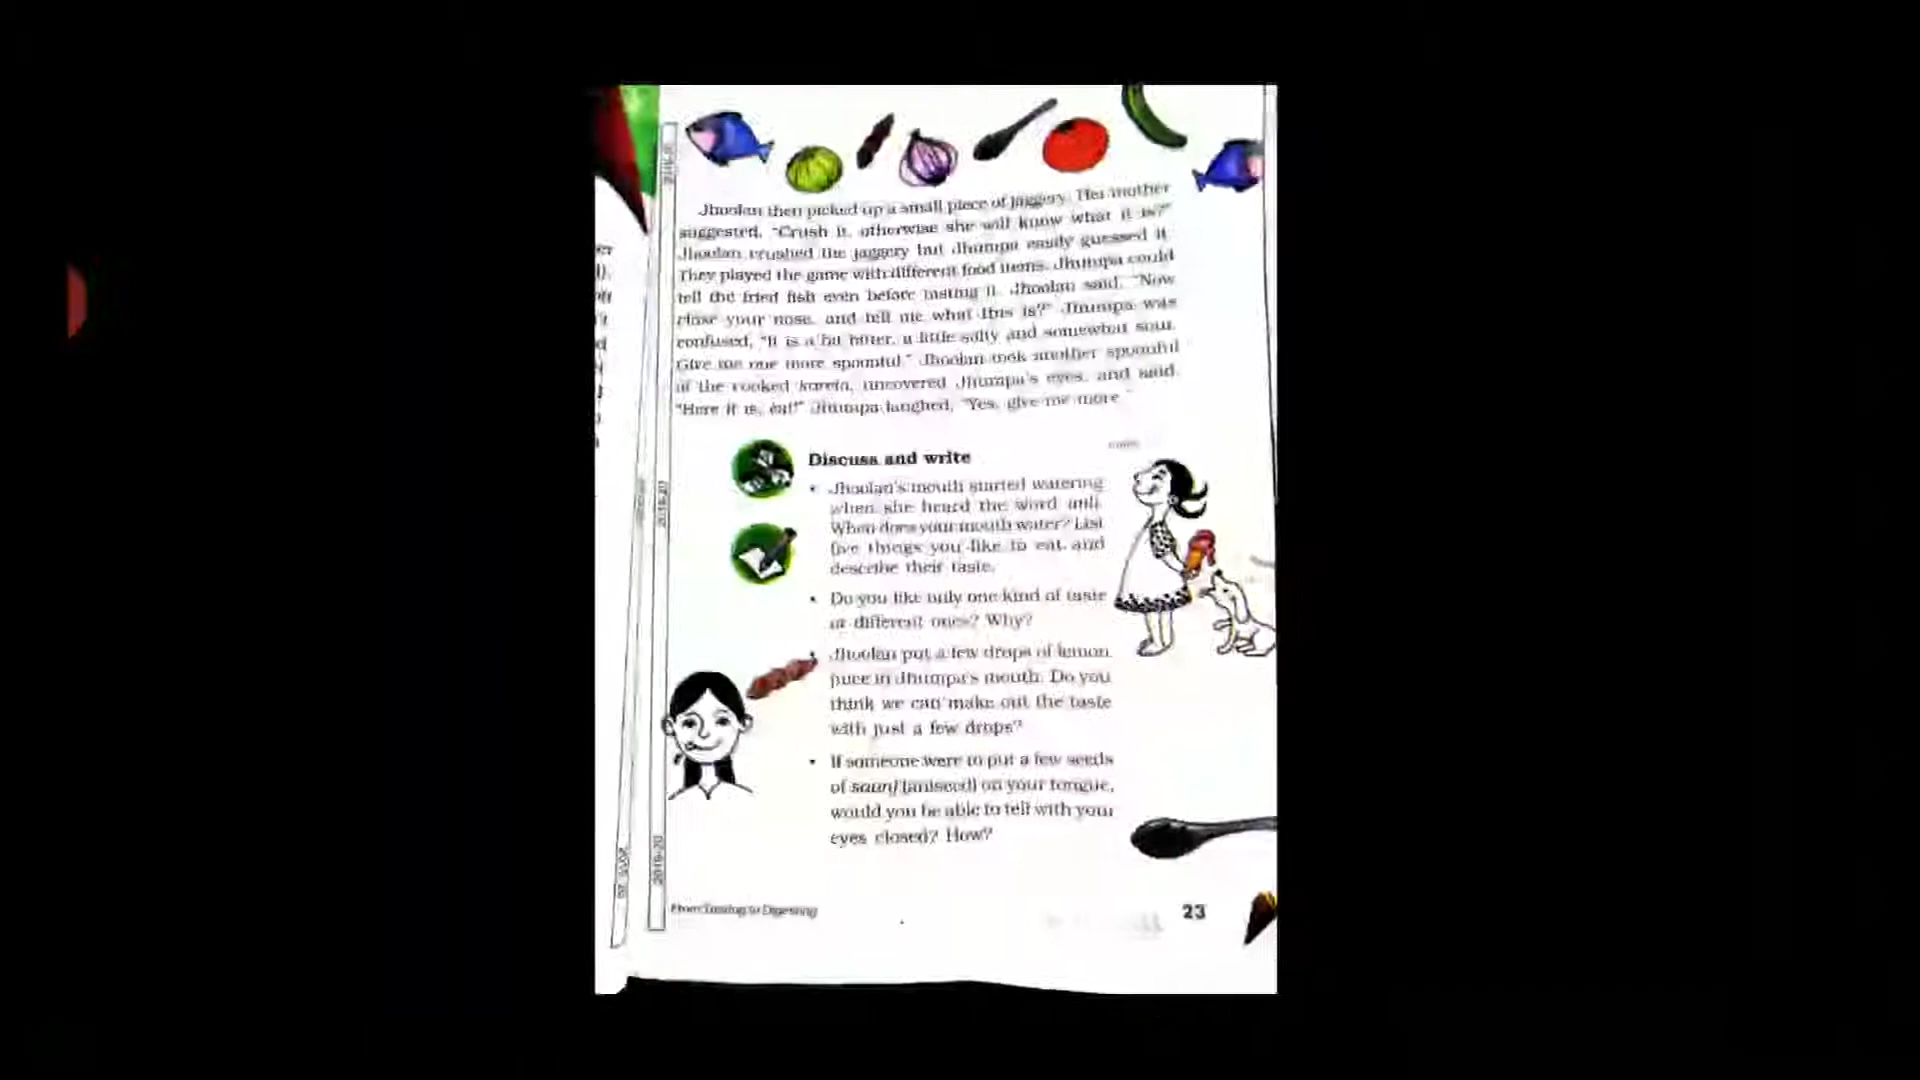 Jhoolan then picked up a small piece of jaggery. Her mother
suggested, "Crush it, otherwise she will know what it is?"
Jhoolan crushed the jaggery but Jhumpa easily guessed it.
They played the game with different food items. Jhumpa could
tell the fried fish even before tasting it. Jhoolan said, "Now
close your nose, and tell me what this is?" Jhumpa was
confused, "It is a bit bitter, a little salty and somewhat sour.
Give me one more spoonful." Jhoolan took another spoonful
of the cooked karela, uncovered Jhumpa's eyes, and said,
"Here it is, eat!" Jhumpa laughed, "Yes, give me more."
Discuss and write
• Jhoolan's mouth started watering
when she heard the word imli.
When does your mouth water? List
five things you like to eat and
describe their taste.
• Do you like only one kind of taste
or different ones? Why?
• Jhoolan put a few drops of lemon
juice in Jhumpa's mouth. Do you
think we can make out the taste
with just a few drops?
• If someone were to put a few seeds
of saunf (aniseed) on your tongue,
would you be able to tell with your
eyes closed? How?
From Tasting to Digesting
23
2019-20
2019-20